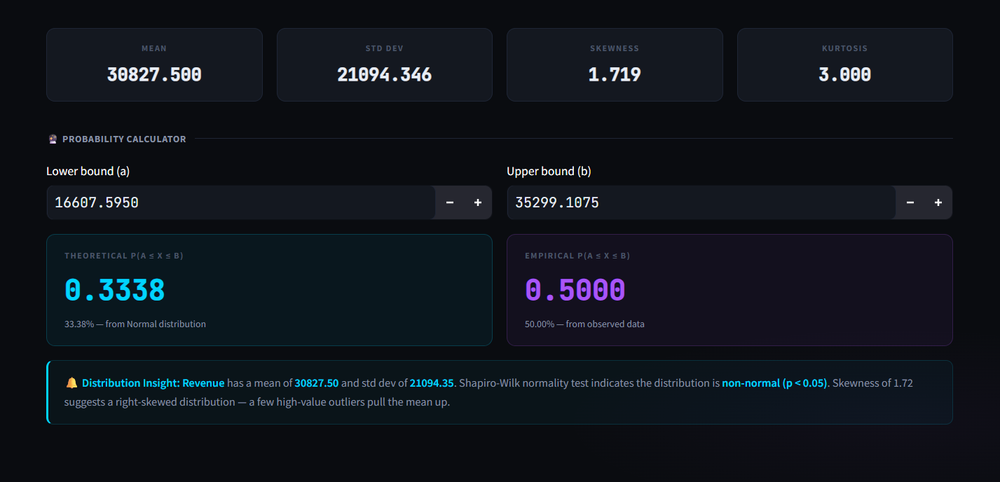 MEAN
30827.500
STD DEV
21094.346
SKEWNESS
1.719
KURTOSIS
3.000
🔮 PROBABILITY CALCULATOR
Lower bound (a)
16607.5950
− +
Upper bound (b)
35299.1075
− +
THEORETICAL P(A ≤ X ≤ B)
0.3338
33.38% — from Normal distribution
EMPIRICAL P(A ≤ X ≤ B)
0.5000
50.00% — from observed data
🔔 Distribution Insight: Revenue has a mean of 30827.50 and std dev of 21094.35. Shapiro-Wilk normality test indicates the distribution is non-normal (p < 0.05). Skewness of 1.72
suggests a right-skewed distribution — a few high-value outliers pull the mean up.